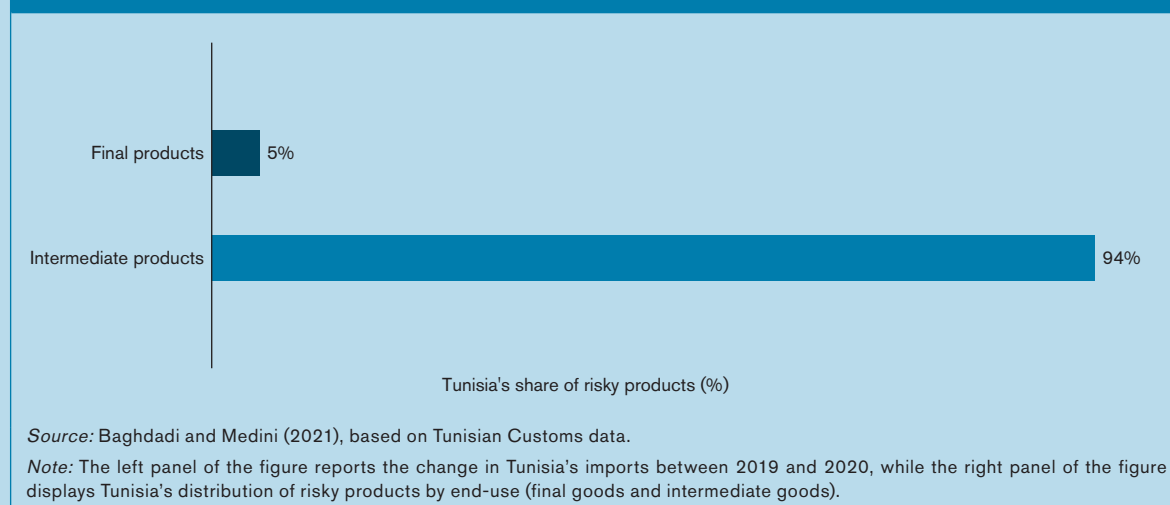 Final products 5%
Intermediate products 94%
Tunisia's share of risky products (%)
Source: Baghdadi and Medini (2021), based on Tunisian Customs data.
Note: The left panel of the figure reports the change in Tunisia's imports between 2019 and 2020, while the right panel of the figure
displays Tunisia's distribution of risky products by end-use (final goods and intermediate goods).